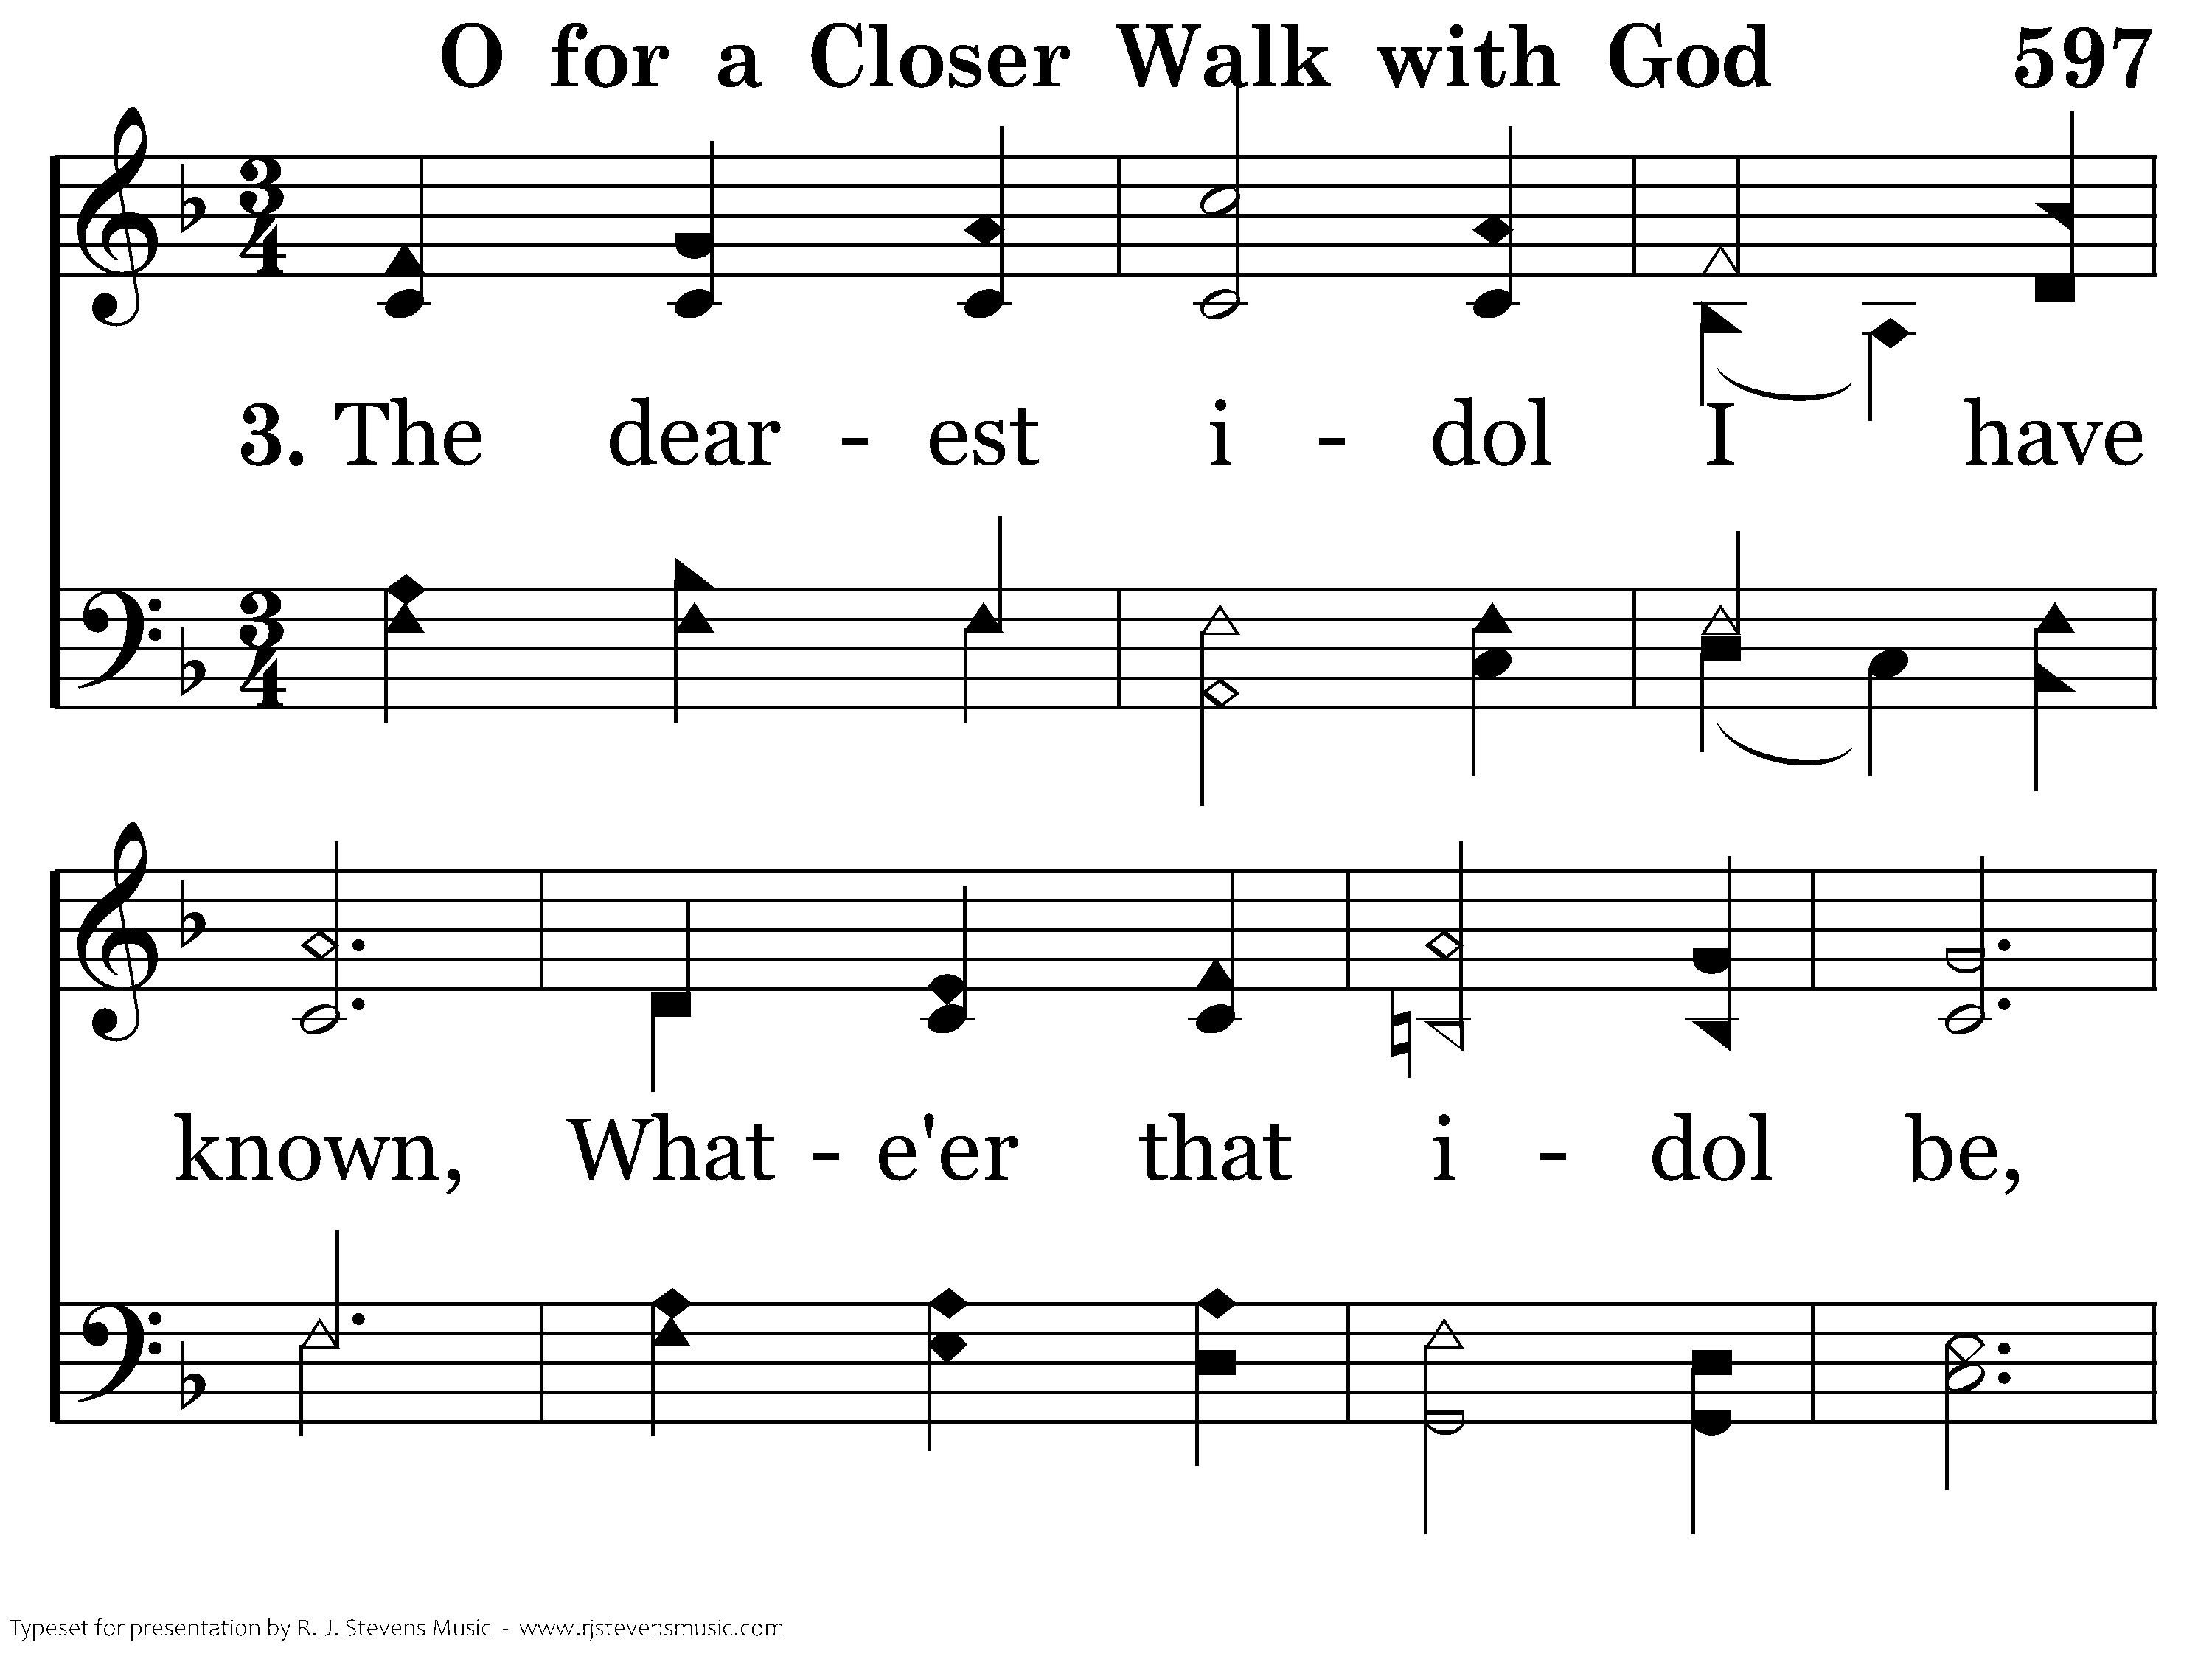 O for a Closer Walk with God 597
3. The dear - est i - dol I have
known, What - e'er that i - dol be,
Typeset for presentation by R. J. Stevens Music - www.rjstevensmusic.com